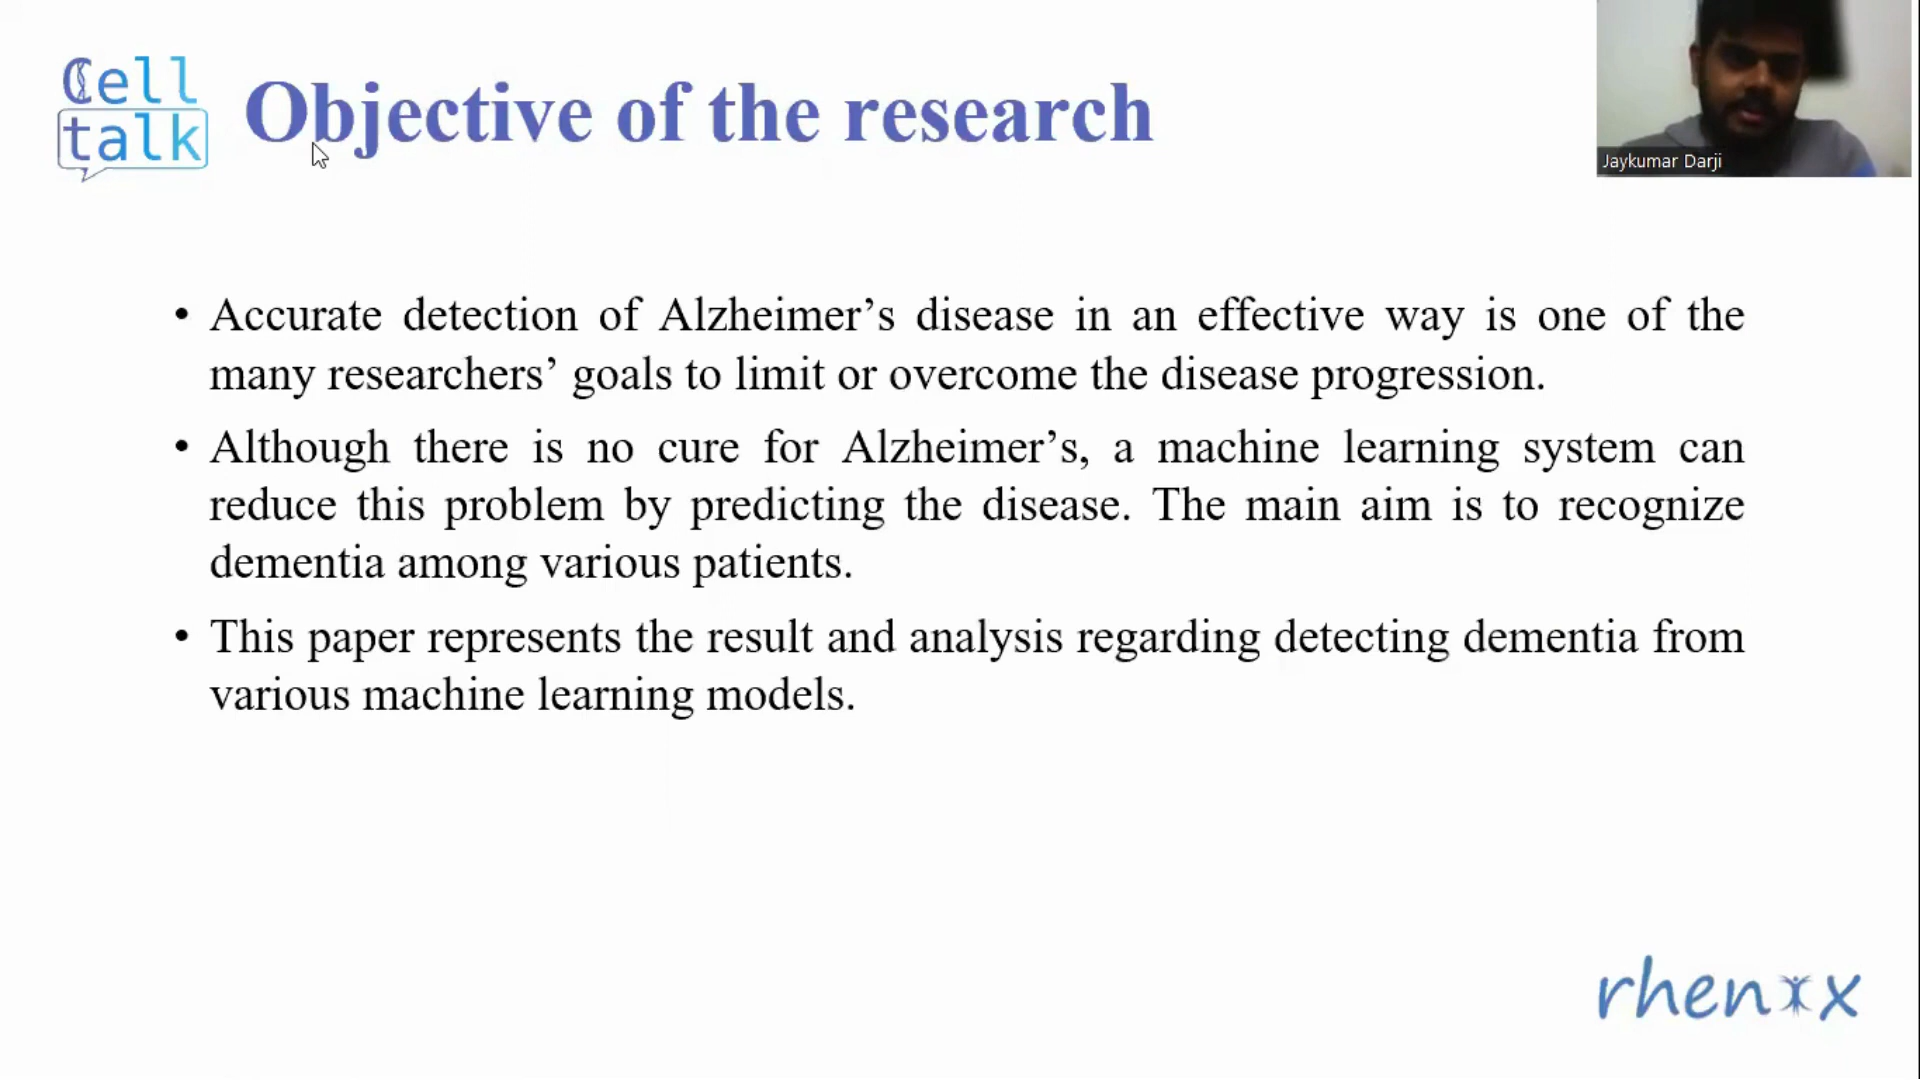 Cell
talk
Objective of the research
Jaykumar Darji
• Accurate detection of Alzheimer’s disease in an effective way is one of the
many researchers’ goals to limit or overcome the disease progression.
• Although there is no cure for Alzheimer’s, a machine learning system can
reduce this problem by predicting the disease. The main aim is to recognize
dementia among various patients.
• This paper represents the result and analysis regarding detecting dementia from
various machine learning models.
rhenix